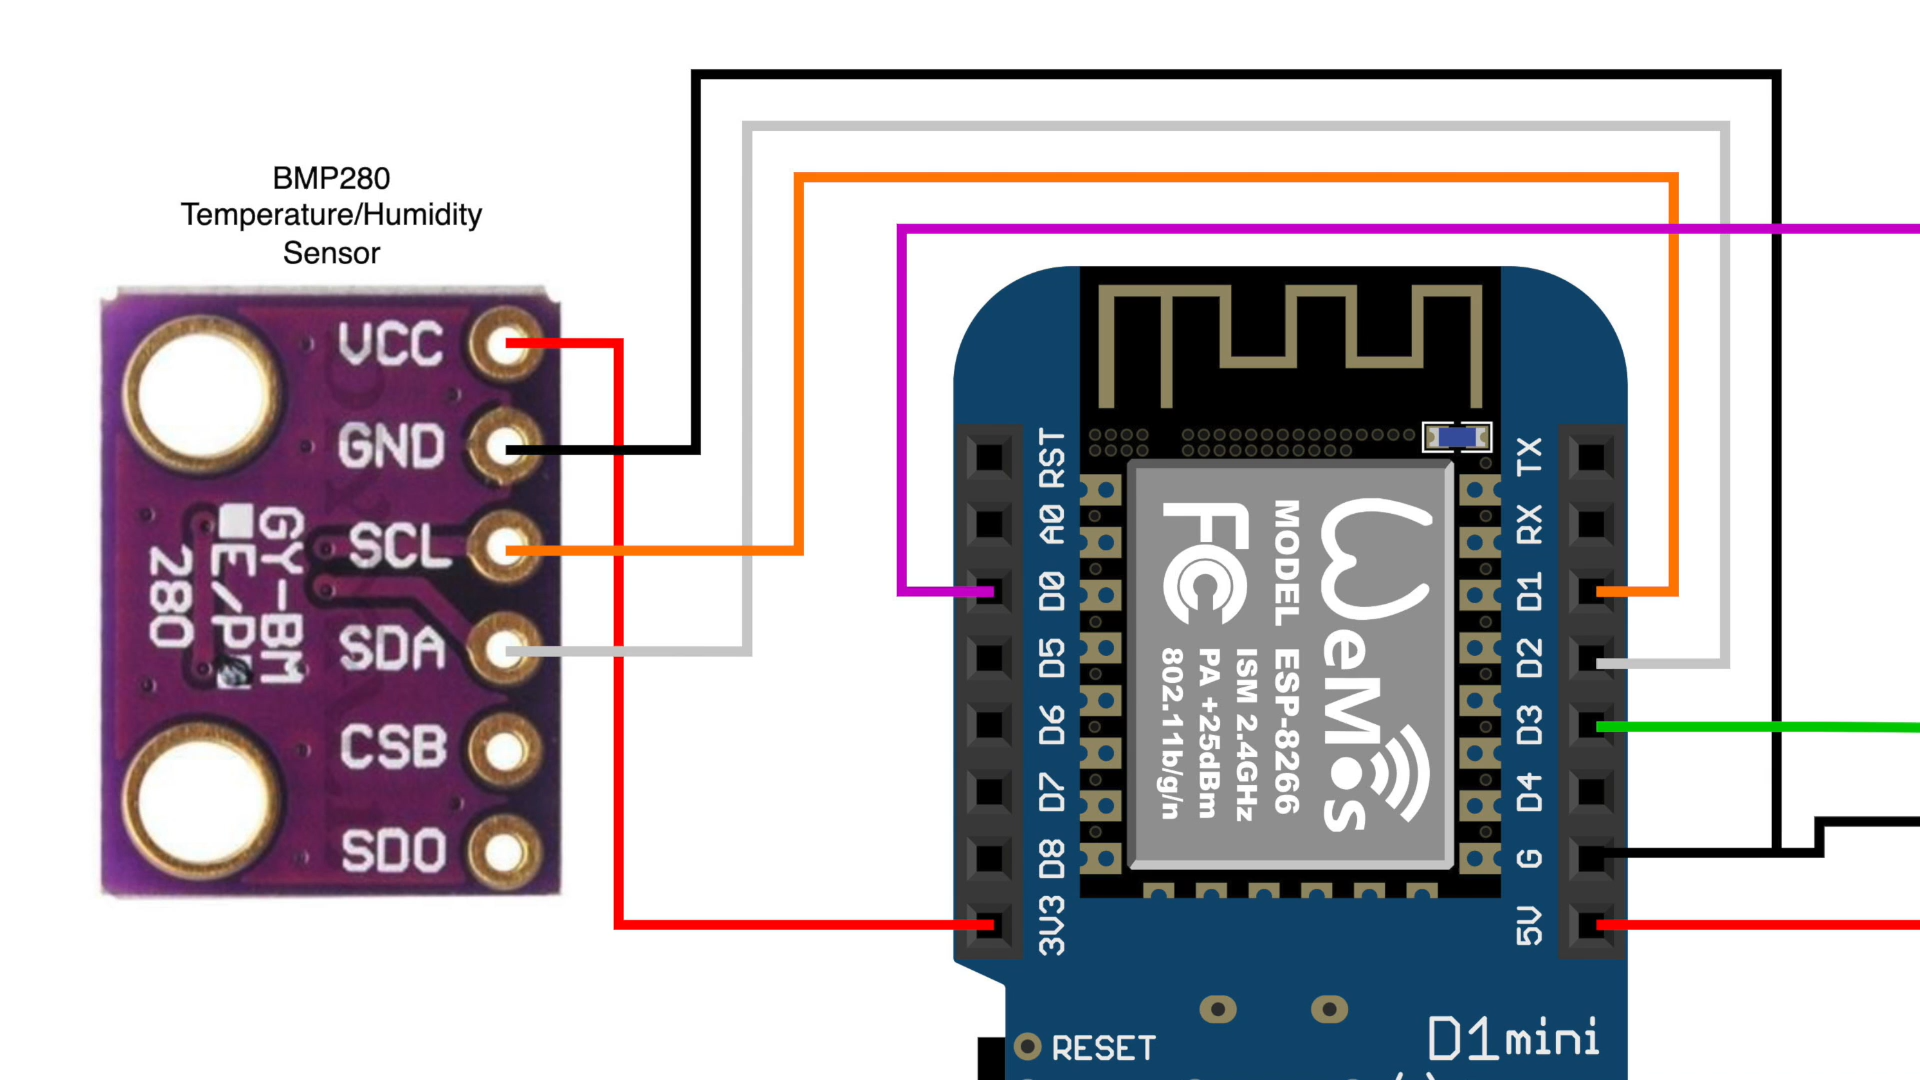 BMP280
Temperature/Humidity
Sensor
VCC
GND
SCL
SDA
CSB
SDO
GY-BM
E/P
280
RST
A0
D0
D5
D6
D7
D8
3V3
TX
RX
D1
D2
D3
D4
G
5V
WeMos
FC
MODEL ESP-8266
ISM 2.4GHz
PA +25dBm
802.11b/g/n
RESET
D1 mini